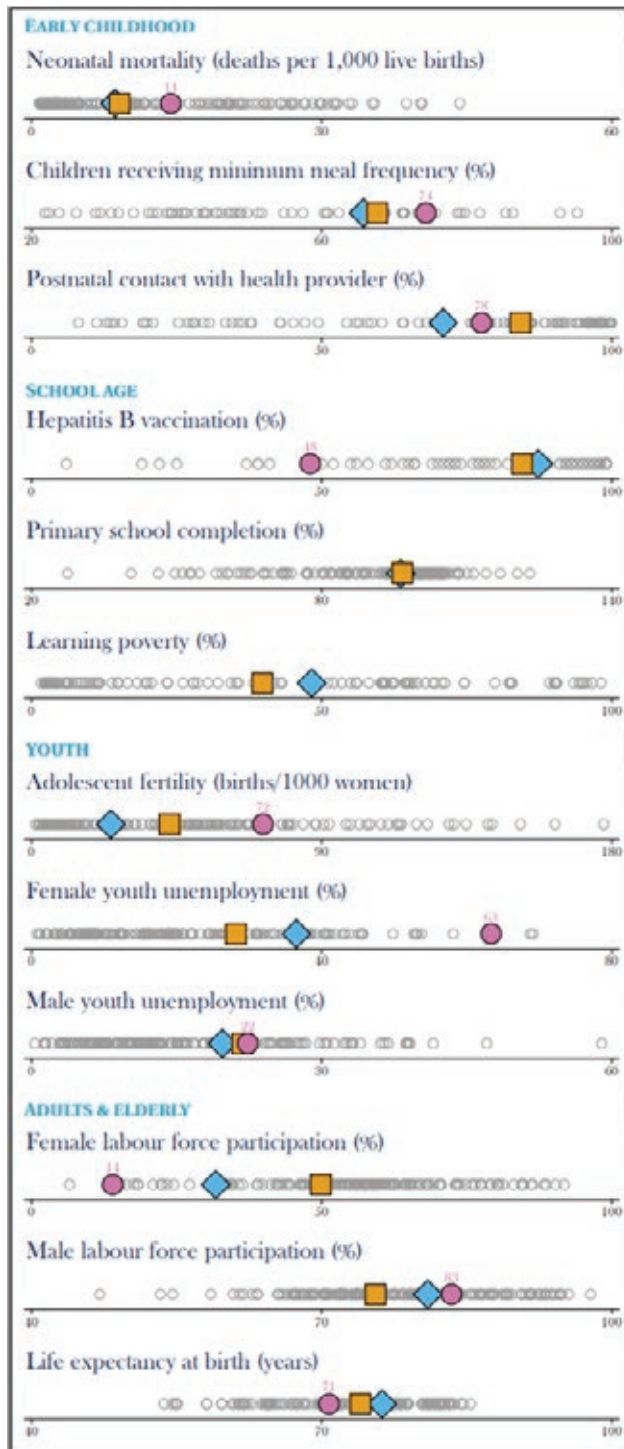 EARLY CHILDHOOD
Neonatal mortality (deaths per 1,000 live births)
14
0 30 60
Children receiving minimum meal frequency (%)
74
20 60 100
Postnatal contact with health provider (%)
78
0 50 100
SCHOOL AGE
Hepatitis B vaccination (%)
48
0 50 100
Primary school completion (%)
20 80 140
Learning poverty (%)
0 50 100
YOUTH
Adolescent fertility (births/1000 women)
72
0 90 180
Female youth unemployment (%)
63
0 40 80
Male youth unemployment (%)
22
0 30 60
ADULTS & ELDERLY
Female labour force participation (%)
14
0 50 100
Male labour force participation (%)
83
40 70 100
Life expectancy at birth (years)
71
40 70 100